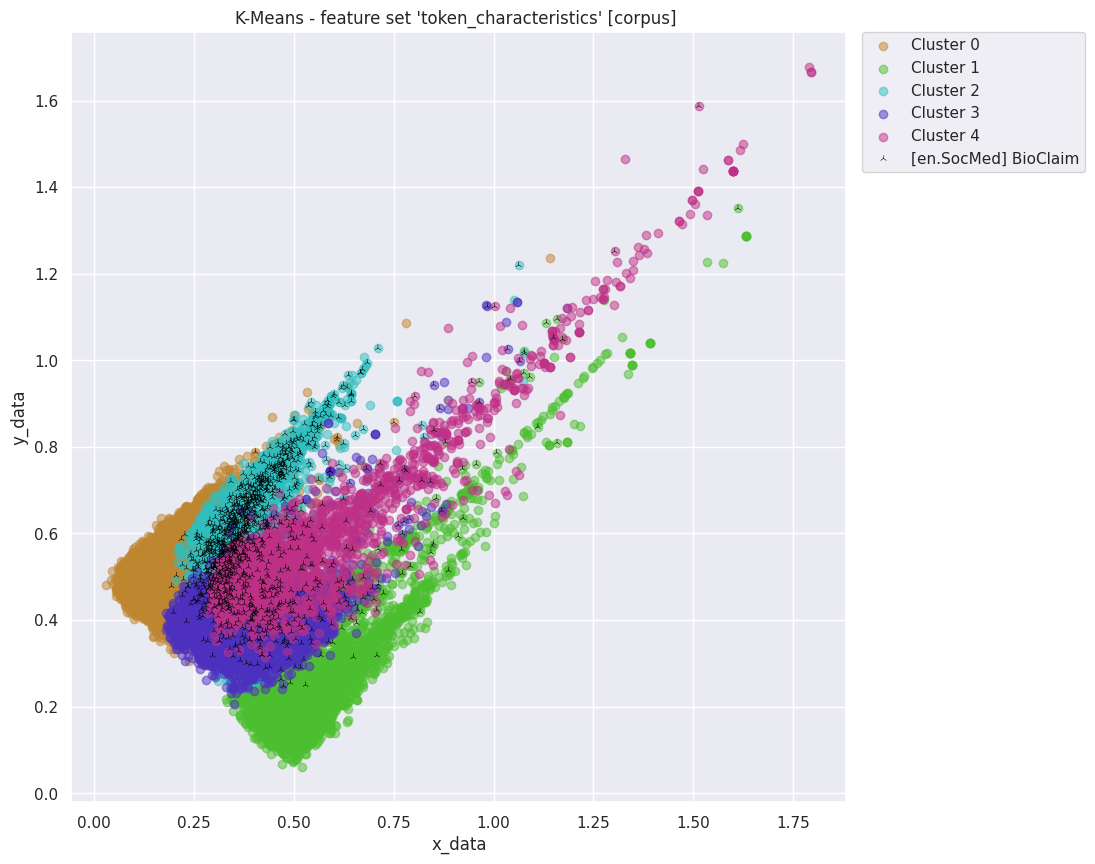 K-Means - feature set 'token_characteristics' [corpus]
Cluster 0
Cluster 1
Cluster 2
Cluster 3
Cluster 4
[en.SocMed] BioClaim
1.6
1.4
1.2
1.0
0.8
0.6
0.4
0.2
0.0
y_data
0.00 0.25 0.50 0.75 1.00 1.25 1.50 1.75
x_data